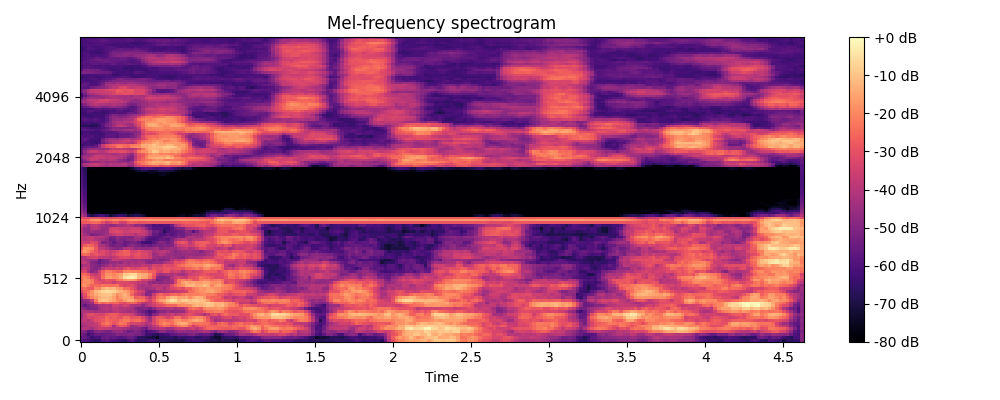 Mel-frequency spectrogram
Hz
4096
2048
1024
512
0
0 0.5 1 1.5 2 2.5 3 3.5 4 4.5
Time
+0 dB
-10 dB
-20 dB
-30 dB
-40 dB
-50 dB
-60 dB
-70 dB
-80 dB